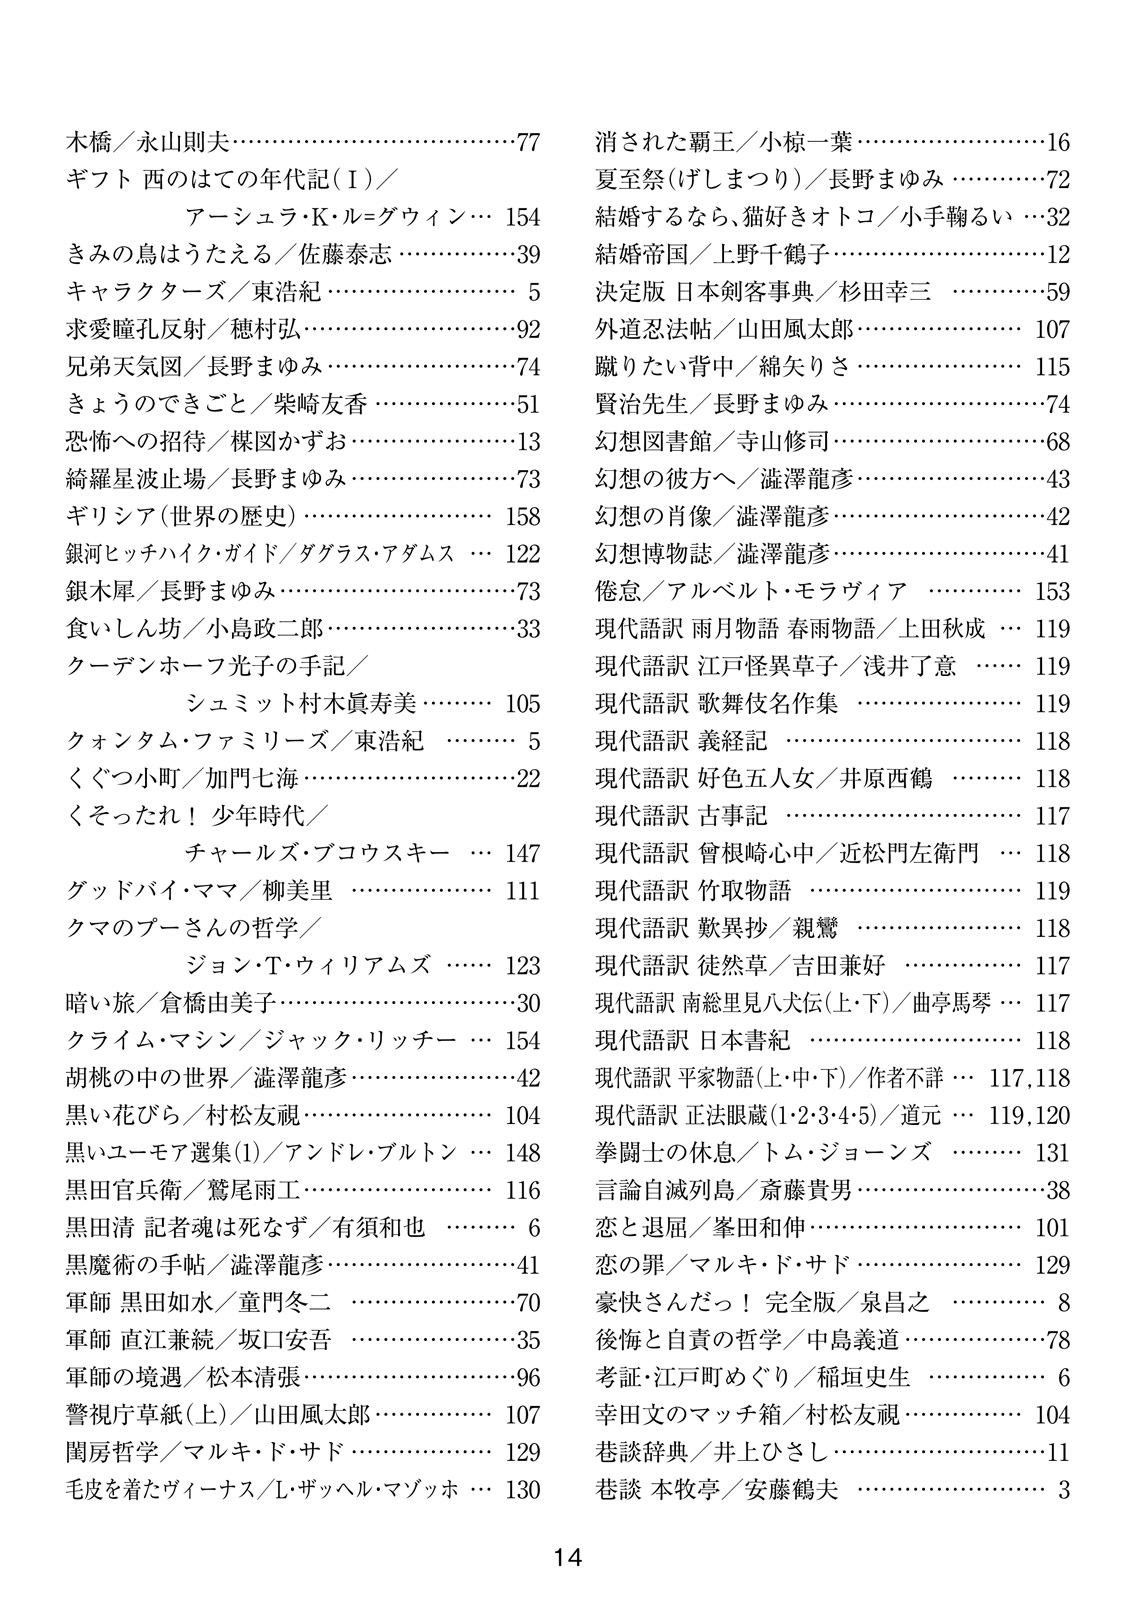 木橋／永山則夫………………………………77
ギフト 西のはての年代記(Ⅰ)／
アーシュラ・K・ル=グウィン… 154
きみの鳥はうたえる／佐藤泰志……………39
キャラクターズ／東浩紀…………………… 5
求愛瞳孔反射／穂村弘………………………92
兄弟天気図／長野まゆみ……………………74
きょうのできごと／柴崎友香………………51
恐怖への招待／楳図かずお…………………13
綺羅星波止場／長野まゆみ…………………73
ギリシア(世界の歴史)…………………… 158
銀河ヒッチハイク・ガイド／ダグラス・アダムス … 122
銀木犀／長野まゆみ…………………………73
食いしん坊／小島政二郎……………………33
クーデンホーフ光子の手記／
シュミット村木眞寿美……… 105
クォンタム・ファミリーズ／東浩紀 ……… 5
くぐつ小町／加門七海………………………22
くそったれ！ 少年時代／
チャールズ・ブコウスキー … 147
グッドバイ・ママ／柳美里 ……………… 111
クマのプーさんの哲学／
ジョン・T・ウィリアムズ …… 123
暗い旅／倉橋由美子…………………………30
クライム・マシン／ジャック・リッチー … 154
胡桃の中の世界／澁澤龍彥…………………42
黒い花びら／村松友視…………………… 104
黒いユーモア選集(1)／アンドレ・ブルトン … 148
黒田官兵衛／鷲尾雨工…………………… 116
黒田清 記者魂は死なず／有須和也 ……… 6
黒魔術の手帖／澁澤龍彥……………………41
軍師 黒田如水／童門冬二 …………………70
軍師 直江兼続／坂口安吾 …………………35
軍師の境遇／松本清張………………………96
警視庁草紙(上)／山田風太郎…………… 107
閨房哲学／マルキ・ド・サド……………… 129
毛皮を着たヴィーナス／L・ザッヘル・マゾッホ … 130
消された覇王／小椋一葉……………………16
夏至祭(げしまつり)／長野まゆみ …………72
結婚するなら、猫好きオトコ／小手鞠るい …32
結婚帝国／上野千鶴子………………………12
決定版 日本剣客事典／杉田幸三 …………59
外道忍法帖／山田風太郎………………… 107
蹴りたい背中／綿矢りさ………………… 115
賢治先生／長野まゆみ………………………74
幻想図書館／寺山修司………………………68
幻想の彼方へ／澁澤龍彥……………………43
幻想の肖像／澁澤龍彥………………………42
幻想博物誌／澁澤龍彥………………………41
倦怠／アルベルト・モラヴィア ………… 153
現代語訳 雨月物語 春雨物語／上田秋成 … 119
現代語訳 江戸怪異草子／浅井了意 …… 119
現代語訳 歌舞伎名作集 ………………… 119
現代語訳 義経記 ………………………… 118
現代語訳 好色五人女／井原西鶴 ……… 118
現代語訳 古事記 ………………………… 117
現代語訳 曾根崎心中／近松門左衛門 … 118
現代語訳 竹取物語 ……………………… 119
現代語訳 歎異抄／親鸞 ………………… 118
現代語訳 徒然草／吉田兼好 …………… 117
現代語訳 南総里見八犬伝(上・下)／曲亭馬琴 … 117
現代語訳 日本書紀 ……………………… 118
現代語訳 平家物語(上・中・下)／作者不詳 … 117,118
現代語訳 正法眼蔵(1・2・3・4・5)／道元 … 119,120
拳闘士の休息／トム・ジョーンズ ……… 131
言論自滅列島／斎藤貴男……………………38
恋と退屈／峯田和伸……………………… 101
恋の罪／マルキ・ド・サド………………… 129
豪快さんだっ！ 完全版／泉昌之 ………… 8
後悔と自責の哲学／中島義道………………78
考証・江戸町めぐり／稲垣史生 …………… 6
幸田文のマッチ箱／村松友視…………… 104
巷談辞典／井上ひさし………………………11
巷談 本牧亭／安藤鶴夫 …………………… 3
14